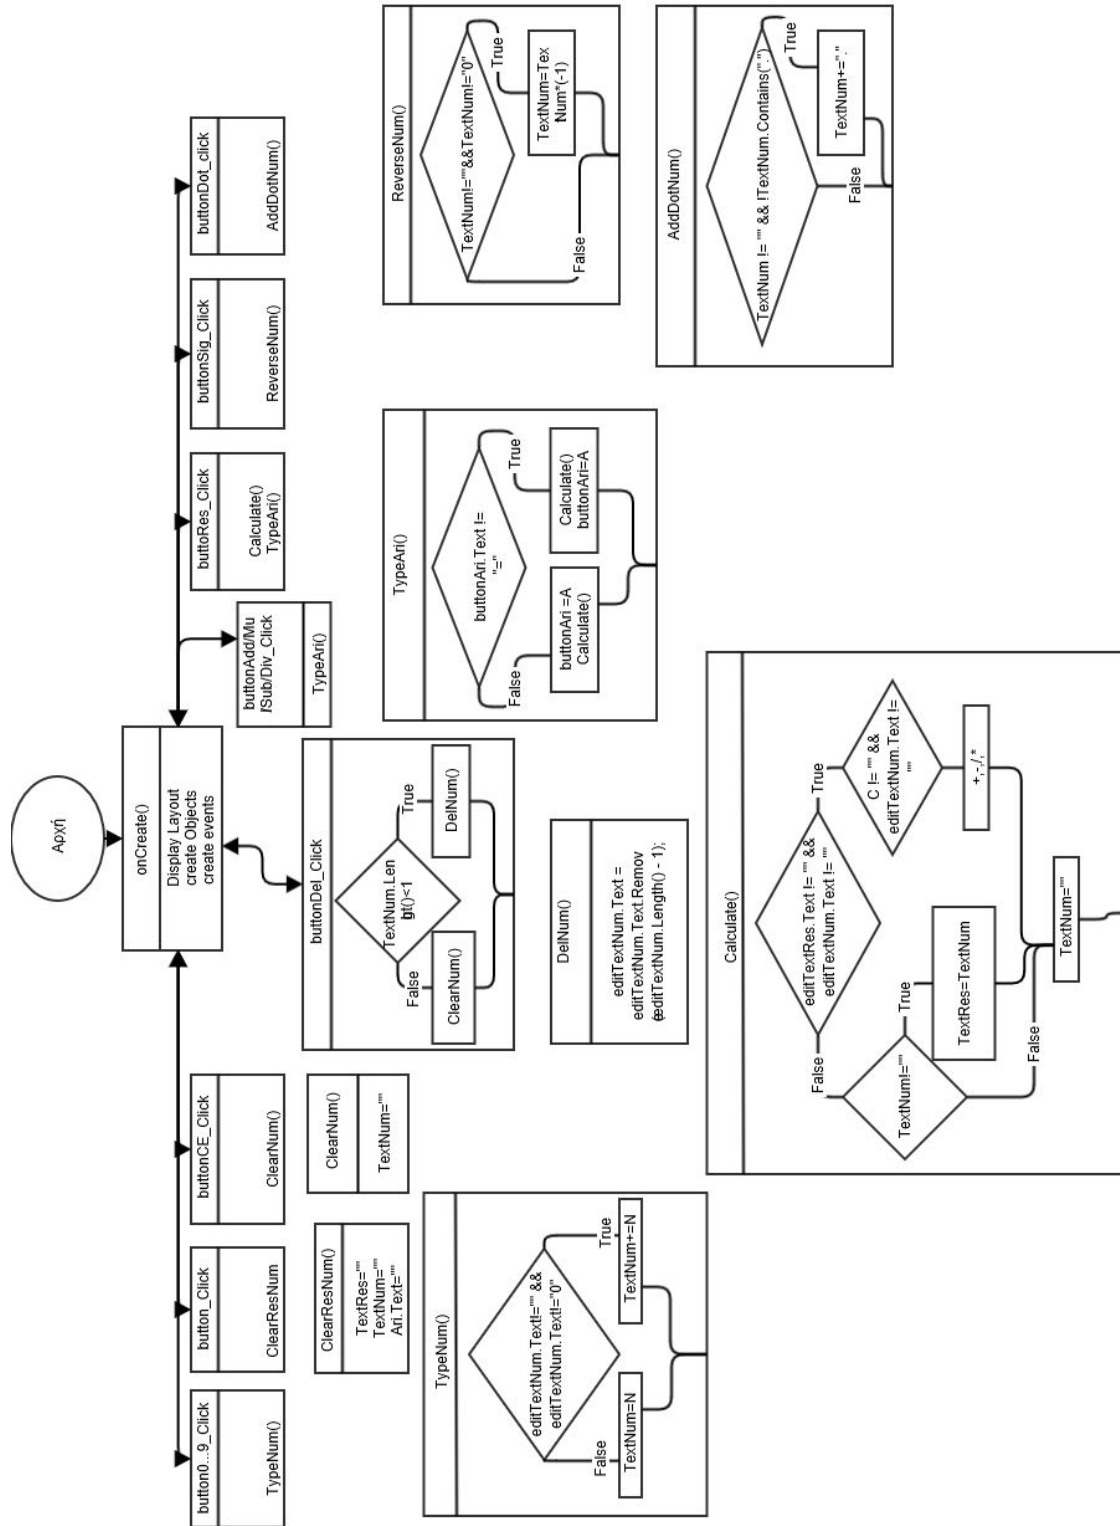 Αρχή
onCreate()
Display Layout
create Objects
create events
button0...9_Click
TypeNum()
button_Click
ClearResNum
buttonCE_Click
ClearNum()
buttonDel_Click
TextNum.Len
False
True
ClearNum()
DelNum()
buttonAdd/Mu
l/Sub/Div_Click
TypeAri()
buttoRes_Click
Calculate()
TypeAri()
buttonSig_Click
ReverseNum()
buttonDot_click
AddDotNum()
ClearResNum()
TextRes=""
TextNum=""
Ari.Text=""
ClearNum()
TextNum=""
TypeNum()
editTextNum.Text!="" &&
editTextNum.Text!="0"
False
True
TextNum=N
TextNum+=N
DelNum()
editTextNum.Text =
editTextNum.Text.Remov
e(editTextNum.Length() - 1);
TypeAri()
buttonAri.Text !=
"="
False
True
buttonAri =A
Calculate()
Calculate()
buttonAri=A
ReverseNum()
TextNum!=""&&TextNum!="0"
False
True
TextNum=Tex
tNum*(-1)
AddDotNum()
TextNum != "" && !TextNum.Contains(".")
False
True
TextNum+="."
Calculate()
editTextRes.Text != "" &&
editTextNum.Text != ""
False
True
TextNum!=""
True
False
TextRes=TextNum
C != "" &&
editTextNum.Text !=
""
+,-,/,*
TextNum=""